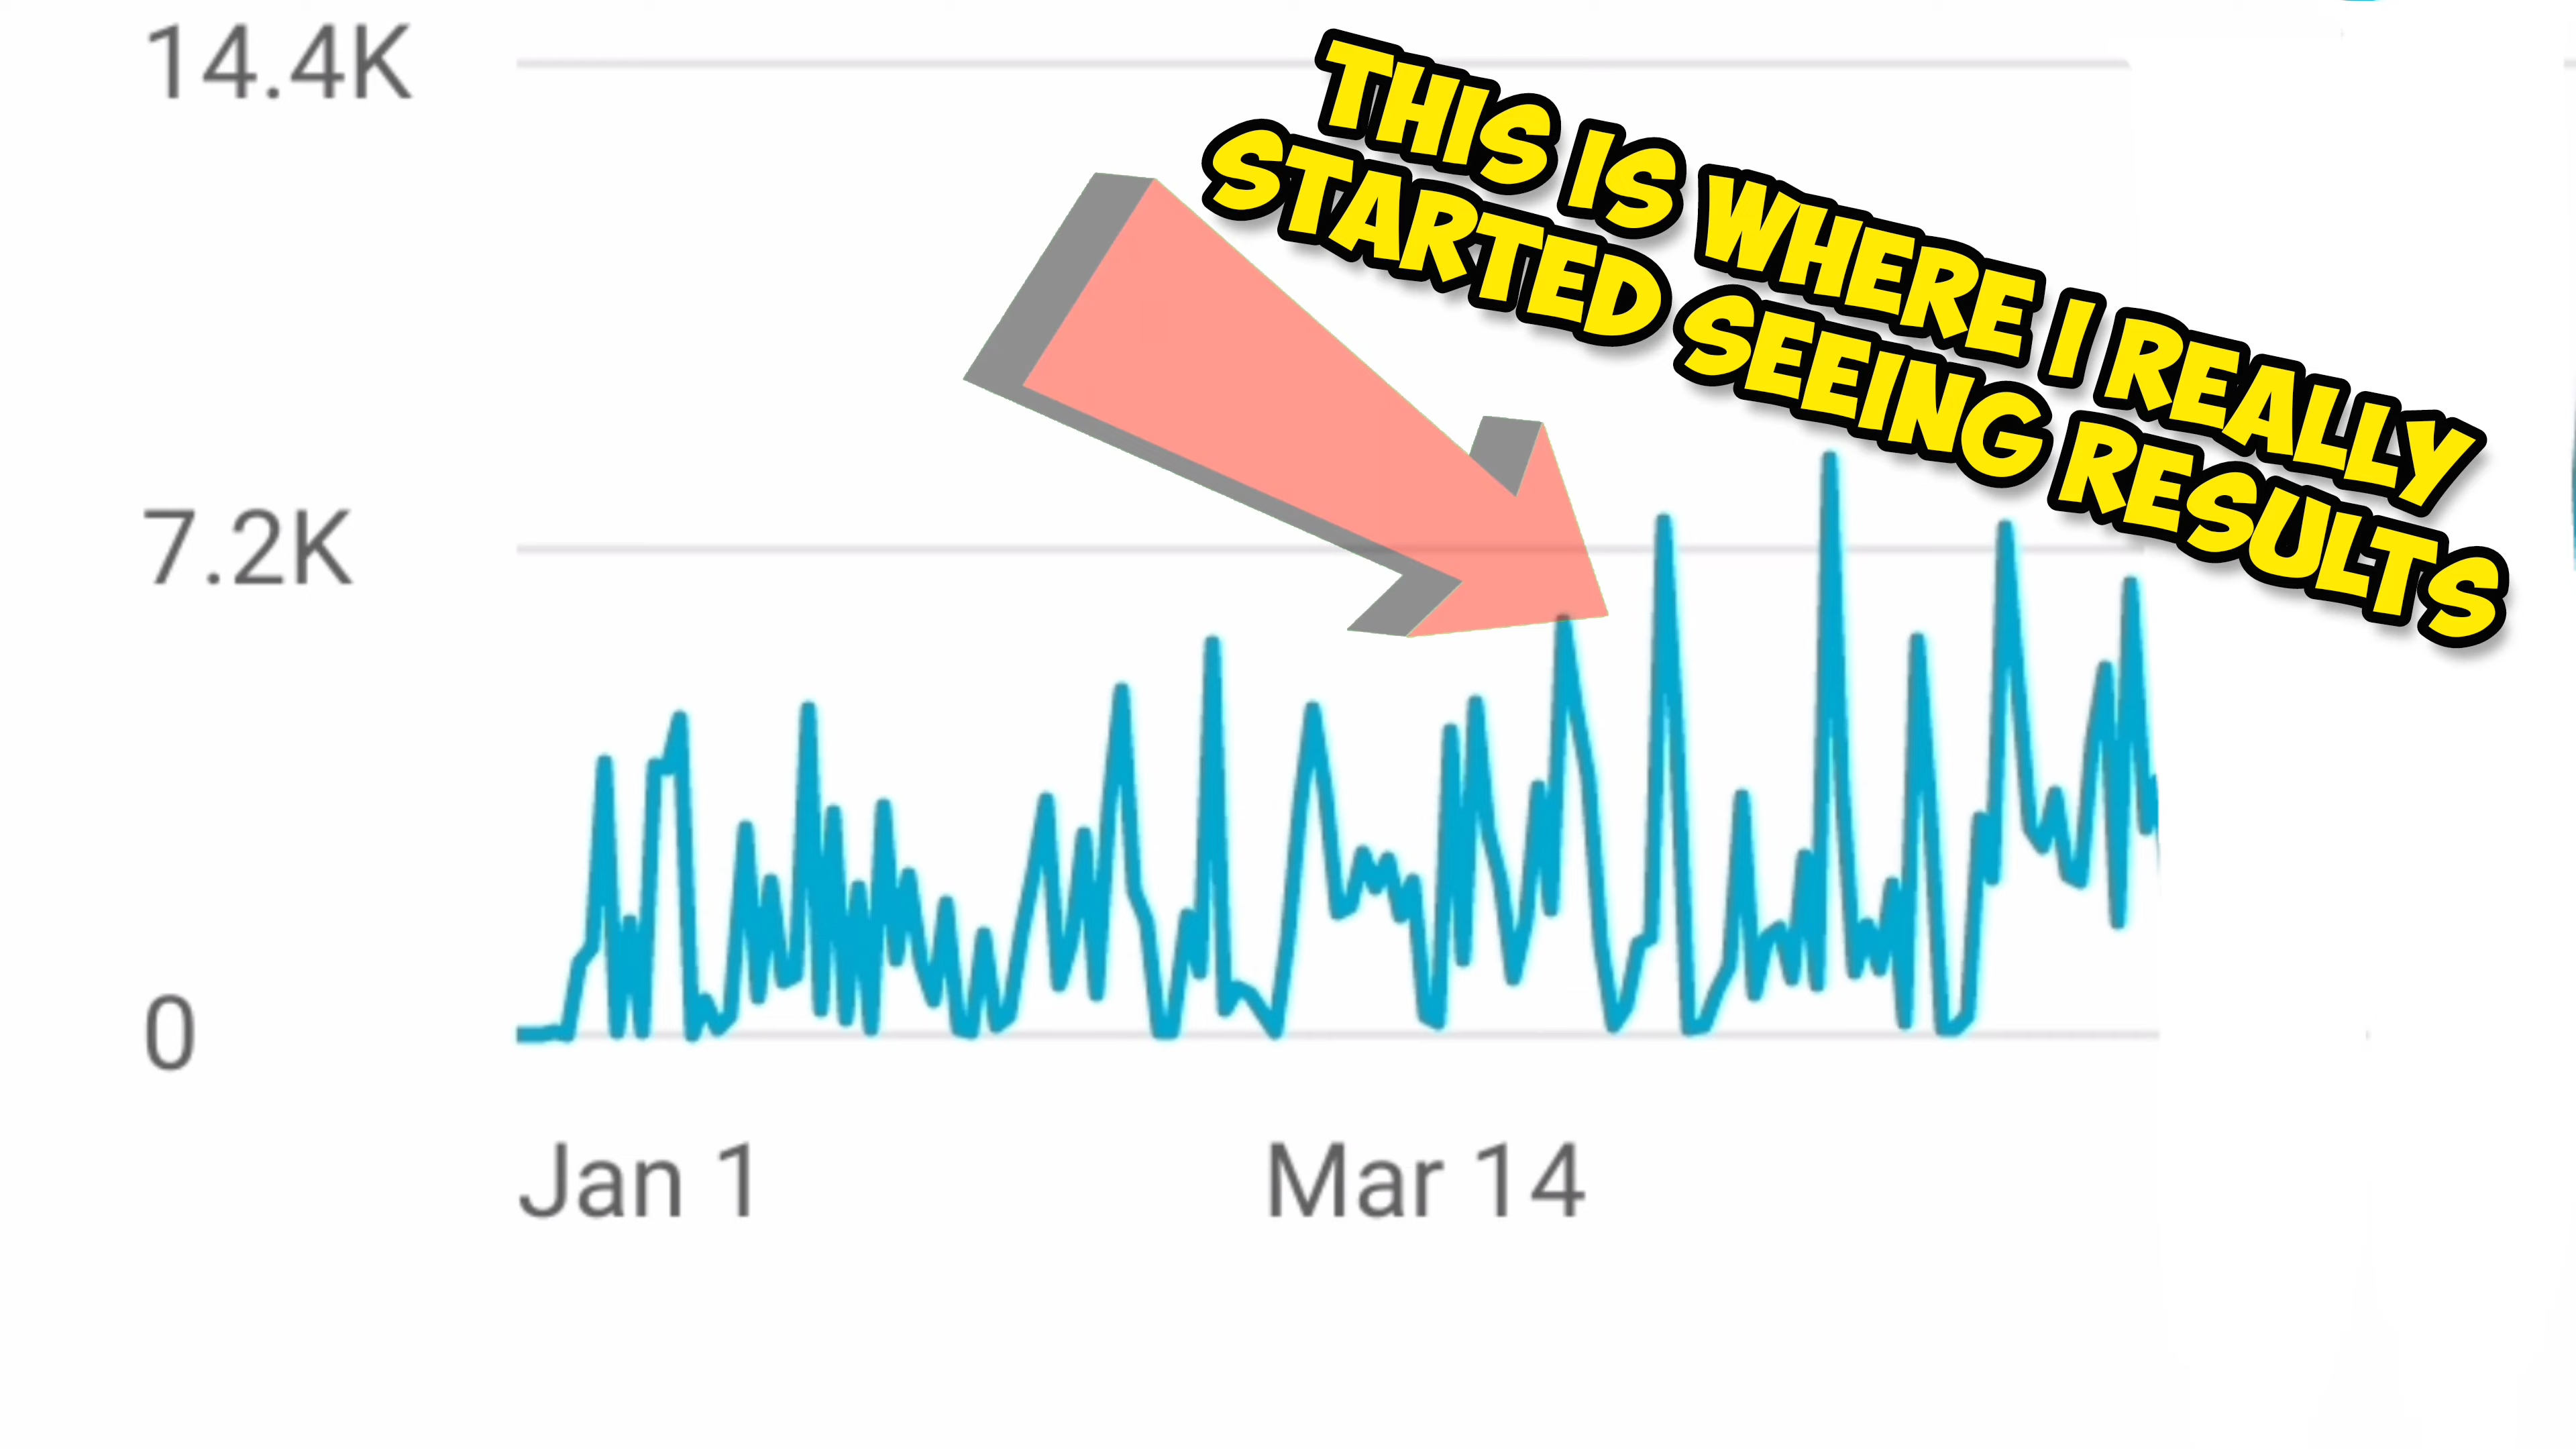 14.4K
THIS IS WHERE I REALLY
STARTED SEEING RESULTS
7.2K
0
Jan 1
Mar 14